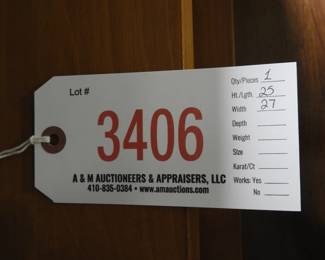 Lot #
3406
A & M AUCTIONEERS & APPRAISERS, LLC
410-835-0384 • www.amauctions.com
Qty/Pieces 1
Ht./Lgth. 25
Width 27
Depth
Weight
Size
Karat/Ct
Works: Yes
No